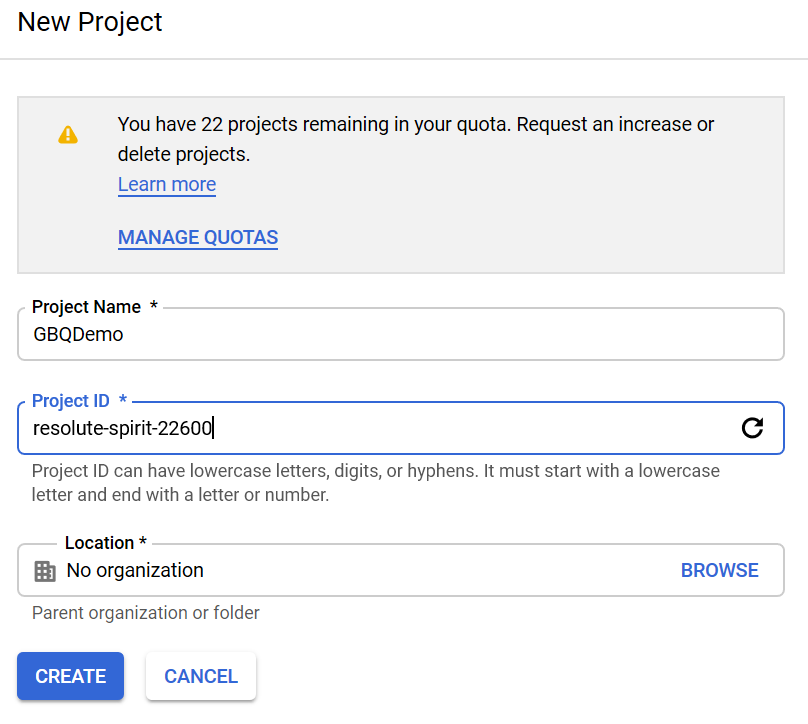 New Project
You have 22 projects remaining in your quota. Request an increase or
delete projects.
Learn more
MANAGE QUOTAS
Project Name *
GBQDemo
Project ID *
resolute-spirit-22600
Project ID can have lowercase letters, digits, or hyphens. It must start with a lowercase
letter and end with a letter or number.
Location *
No organization BROWSE
Parent organization or folder
CREATE CANCEL